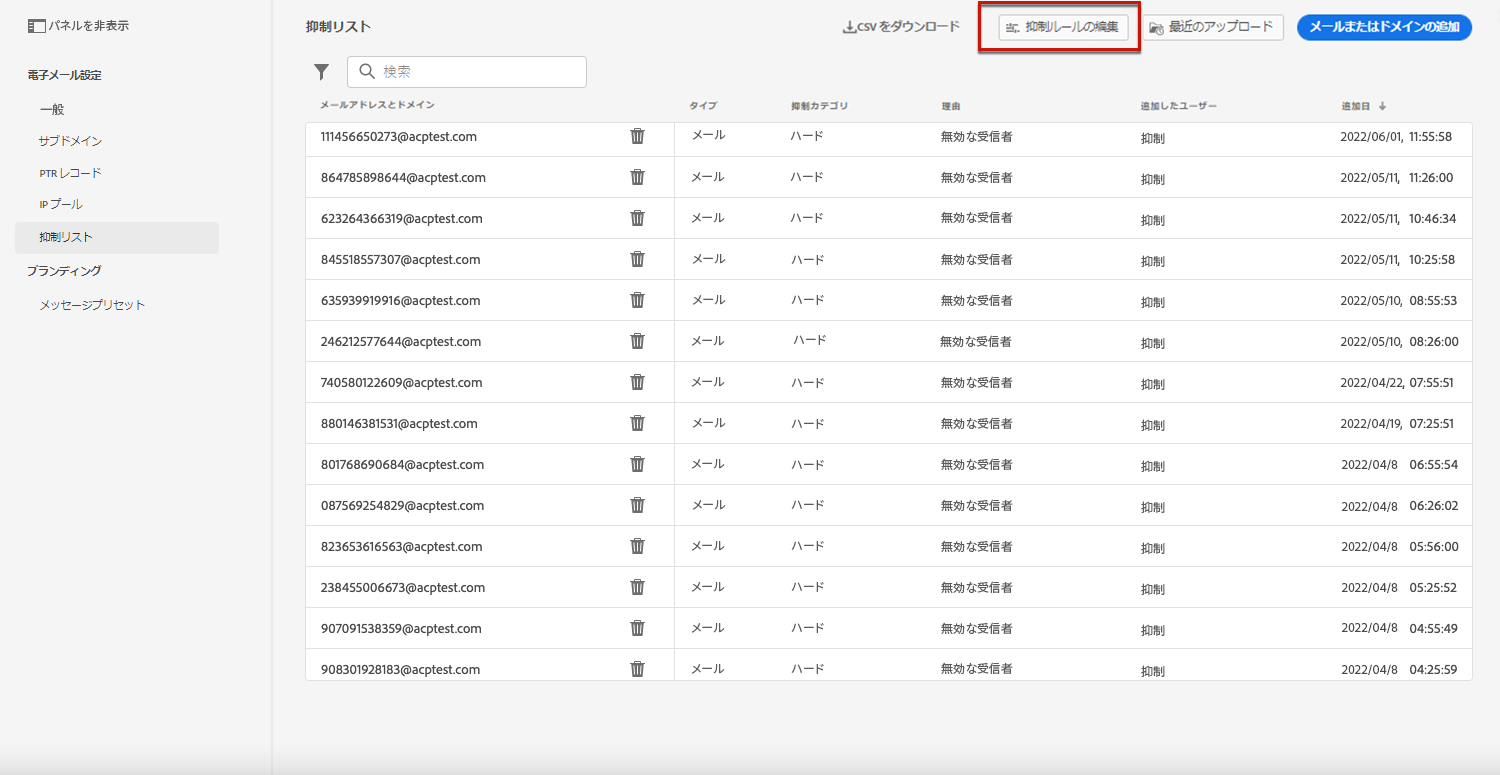 パネルを非表示
電子メール設定
一般
サブドメイン
PTR レコード
IP プール
抑制リスト
ブランディング
メッセージプリセット
抑制リスト
CSV をダウンロード
抑制ルールの編集
最近のアップロード
メールまたはドメインの追加
検索
メールアドレスとドメイン タイプ 抑制カテゴリ 理由 追加したユーザー 追加日
111456650273@acptest.com メール ハード 無効な受信者 抑制 2022/06/01, 11:55:58
864785898644@acptest.com メール ハード 無効な受信者 抑制 2022/05/11, 11:26:00
623264366319@acptest.com メール ハード 無効な受信者 抑制 2022/05/11, 10:46:34
845518557307@acptest.com メール ハード 無効な受信者 抑制 2022/05/11, 10:25:58
635939919916@acptest.com メール ハード 無効な受信者 抑制 2022/05/10, 08:55:53
246212577644@acptest.com メール ハード 無効な受信者 抑制 2022/05/10, 08:26:00
740580122609@acptest.com メール ハード 無効な受信者 抑制 2022/04/22, 07:55:51
880146381531@acptest.com メール ハード 無効な受信者 抑制 2022/04/19, 07:25:51
801768690684@acptest.com メール ハード 無効な受信者 抑制 2022/04/8 06:55:54
087569254829@acptest.com メール ハード 無効な受信者 抑制 2022/04/8 06:26:02
823653616563@acptest.com メール ハード 無効な受信者 抑制 2022/04/8 05:56:00
238455006673@acptest.com メール ハード 無効な受信者 抑制 2022/04/8 05:25:52
907091538359@acptest.com メール ハード 無効な受信者 抑制 2022/04/8 04:55:49
908301928183@acptest.com メール ハード 無効な受信者 抑制 2022/04/8 04:25:59